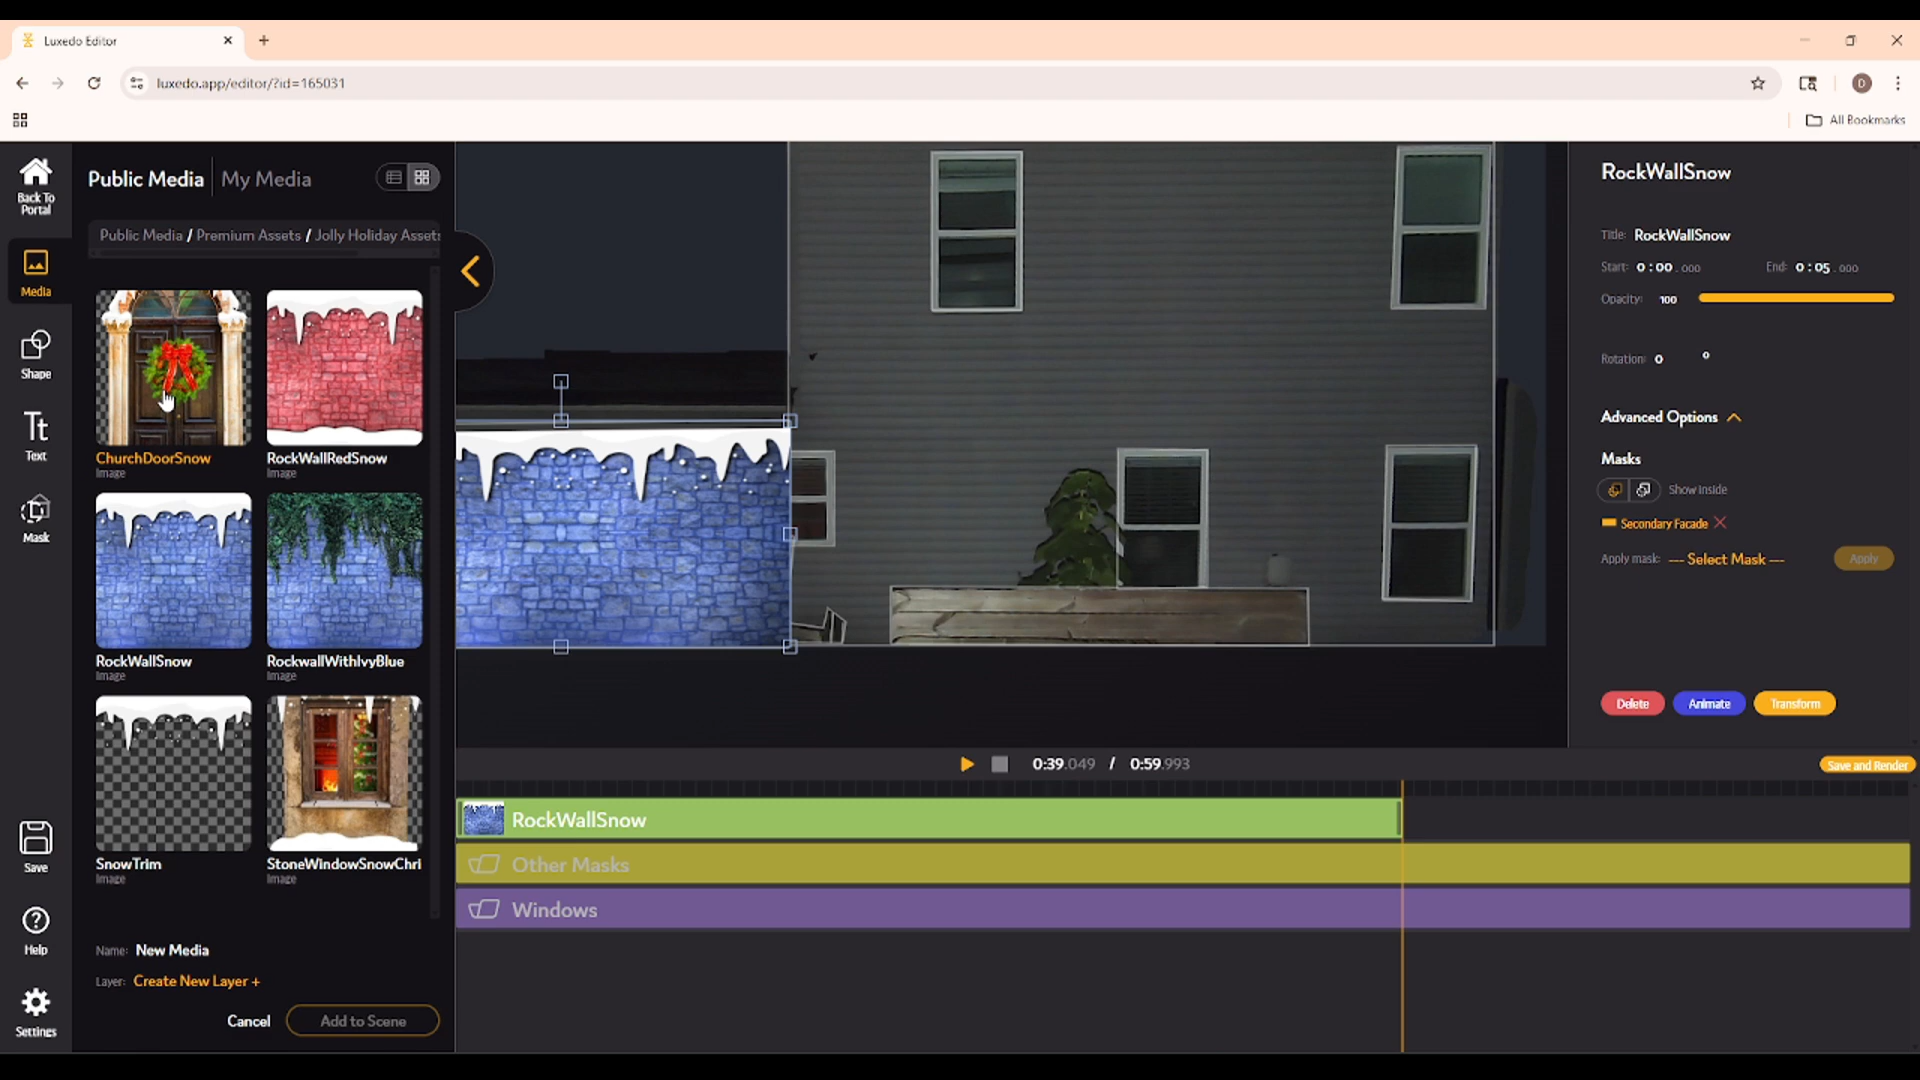 Luxedo Editor
luxedo.app/editor/?id=165031
All Bookmarks
Back To
Portal
Media
Shape
Text
Mask
Save
Help
Settings
Public Media
My Media
Public Media / Premium Assets / Jolly Holiday Assets
ChurchDoorSnow
Image
RockWallRedSnow
Image
RockWallSnow
Image
RockwallWithIvyBlue
Image
SnowTrim
Image
StoneWindowSnowChri
Image
Name: New Media
Layer: Create New Layer +
Cancel
Add to Scene
RockWallSnow
Title: RockWallSnow
Start: 0:00.000 End: 0:05.000
Opacity: 100
Rotation: 0 °
Advanced Options
Masks
Show Inside
Secondary Facade
Apply mask: --- Select Mask --- Apply
Delete Animate Transform
0:39.049 / 0:59.993
Save and Render
RockWallSnow
Other Masks
Windows
D
Tt